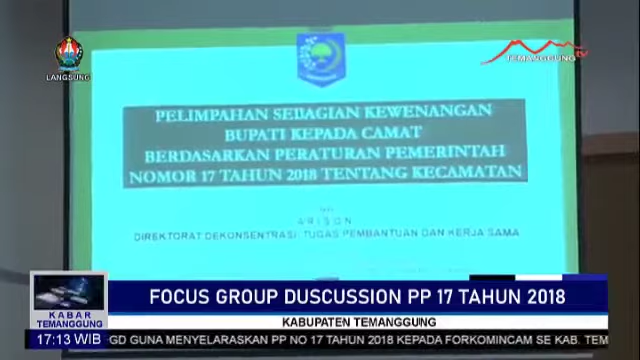 LANGSUNG
TEMANGGUNG tv
PELIMPAHAN SEBAGIAN KEWENANGAN
BUPATI KEPADA CAMAT
BERDASARKAN PERATURAN PEMERINTAH
NOMOR 17 TAHUN 2018 TENTANG KECAMATAN
ARISON
DIREKTORAT DEKONSENTRASI, TUGAS PEMBANTUAN DAN KERJA SAMA
FOCUS GROUP DUSCUSSION PP 17 TAHUN 2018
KABAR
TEMANGGUNG
KABUPATEN TEMANGGUNG
17:13 WIB
GD GUNA MENYELARASKAN PP NO 17 TAHUN 2018 KEPADA FORKOMINCAM SE KAB. TEM